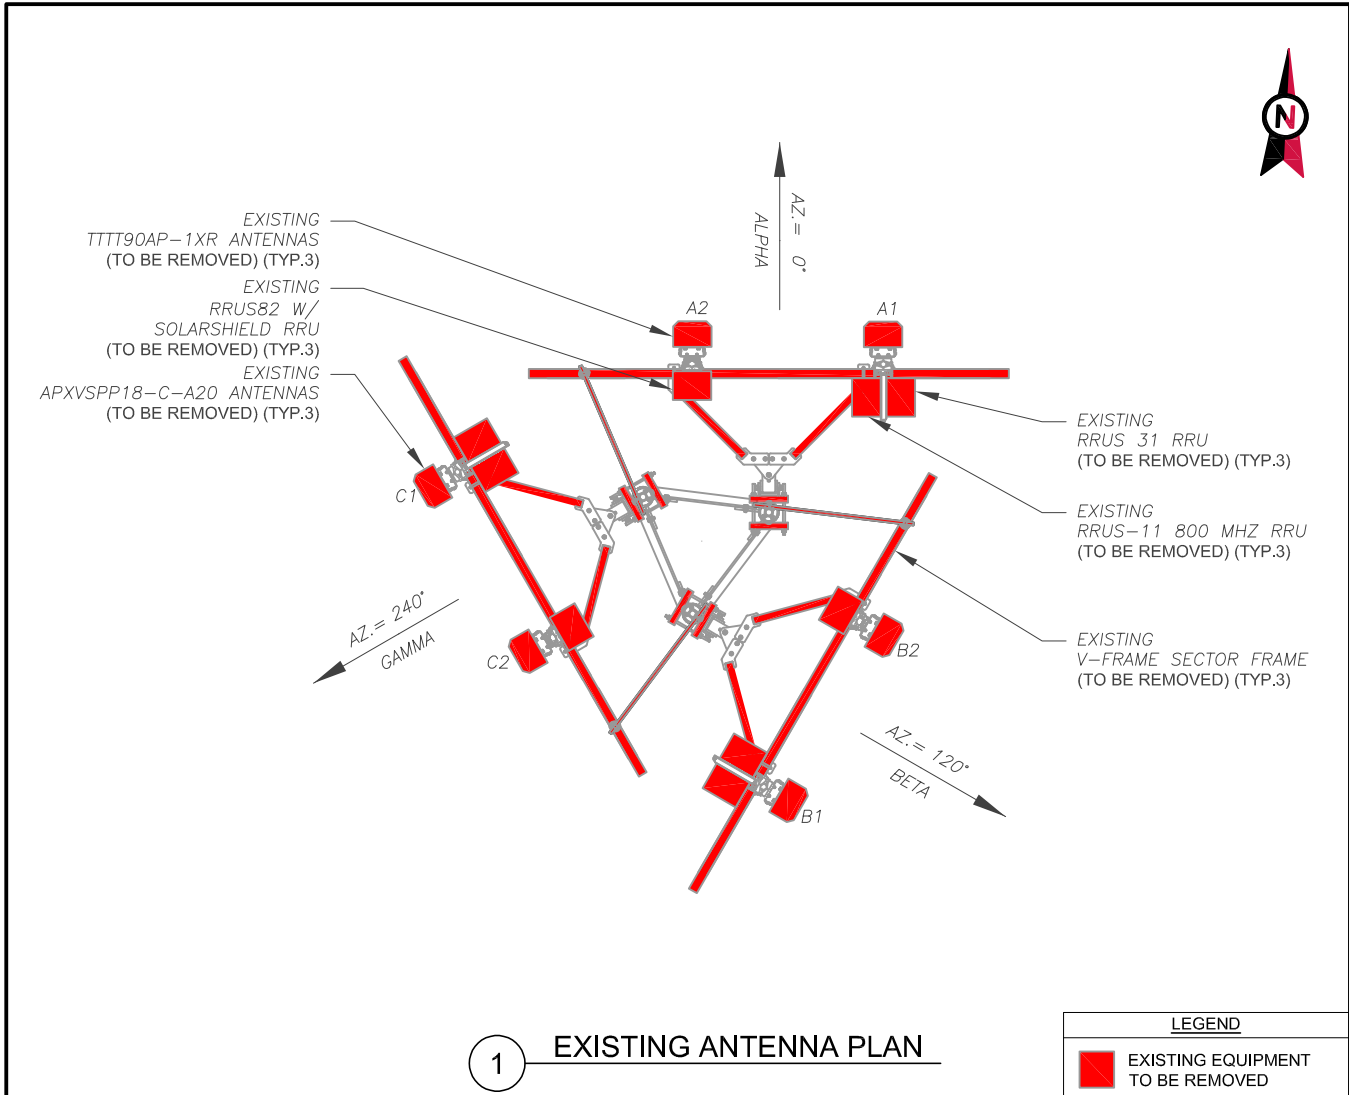 N
AZ.= 0°
ALPHA
EXISTING
TTTT90AP-1XR ANTENNAS
(TO BE REMOVED) (TYP.3)
EXISTING
RRUS82 W/
SOLARSHIELD RRU
(TO BE REMOVED) (TYP.3)
EXISTING
APXVSPP18-C-A20 ANTENNAS
(TO BE REMOVED) (TYP.3)
A2
A1
EXISTING
RRUS 31 RRU
(TO BE REMOVED) (TYP.3)
EXISTING
RRUS-11 800 MHZ RRU
(TO BE REMOVED) (TYP.3)
EXISTING
V-FRAME SECTOR FRAME
(TO BE REMOVED) (TYP.3)
C1
C2
AZ.= 240°
GAMMA
B2
B1
AZ.= 120°
BETA
1
EXISTING ANTENNA PLAN
LEGEND
EXISTING EQUIPMENT
TO BE REMOVED